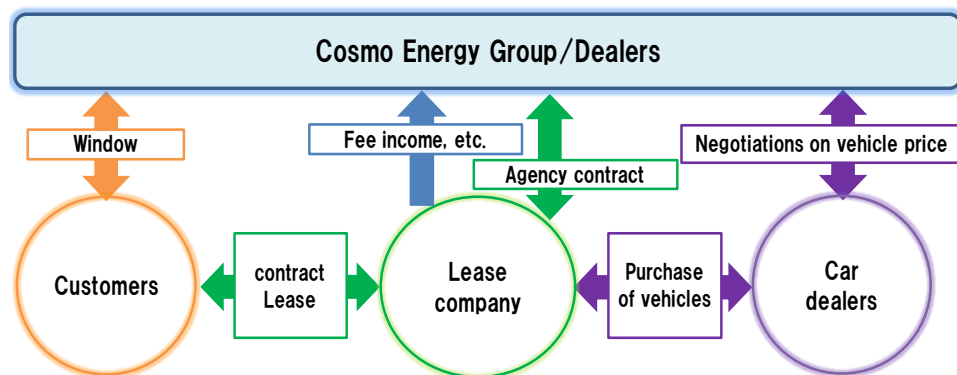 Cosmo Energy Group/Dealers
Window
Fee income, etc.
Agency contract
Negotiations on vehicle price
Customers
contract
Lease
Lease
company
Purchase
of vehicles
Car
dealers